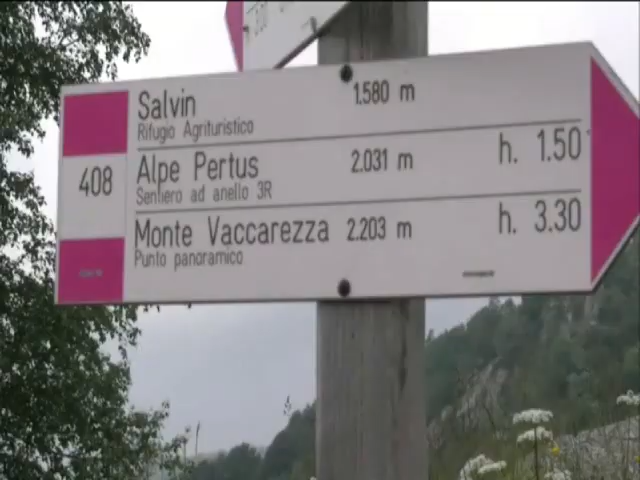 Salvin 1.580 m
Rifugio Agrituristico
408
Alpe Pertus 2.031 m h. 1.50'
Sentiero ad anello 3R
Monte Vaccarezza 2.203 m h. 3.30
Punto panoramico